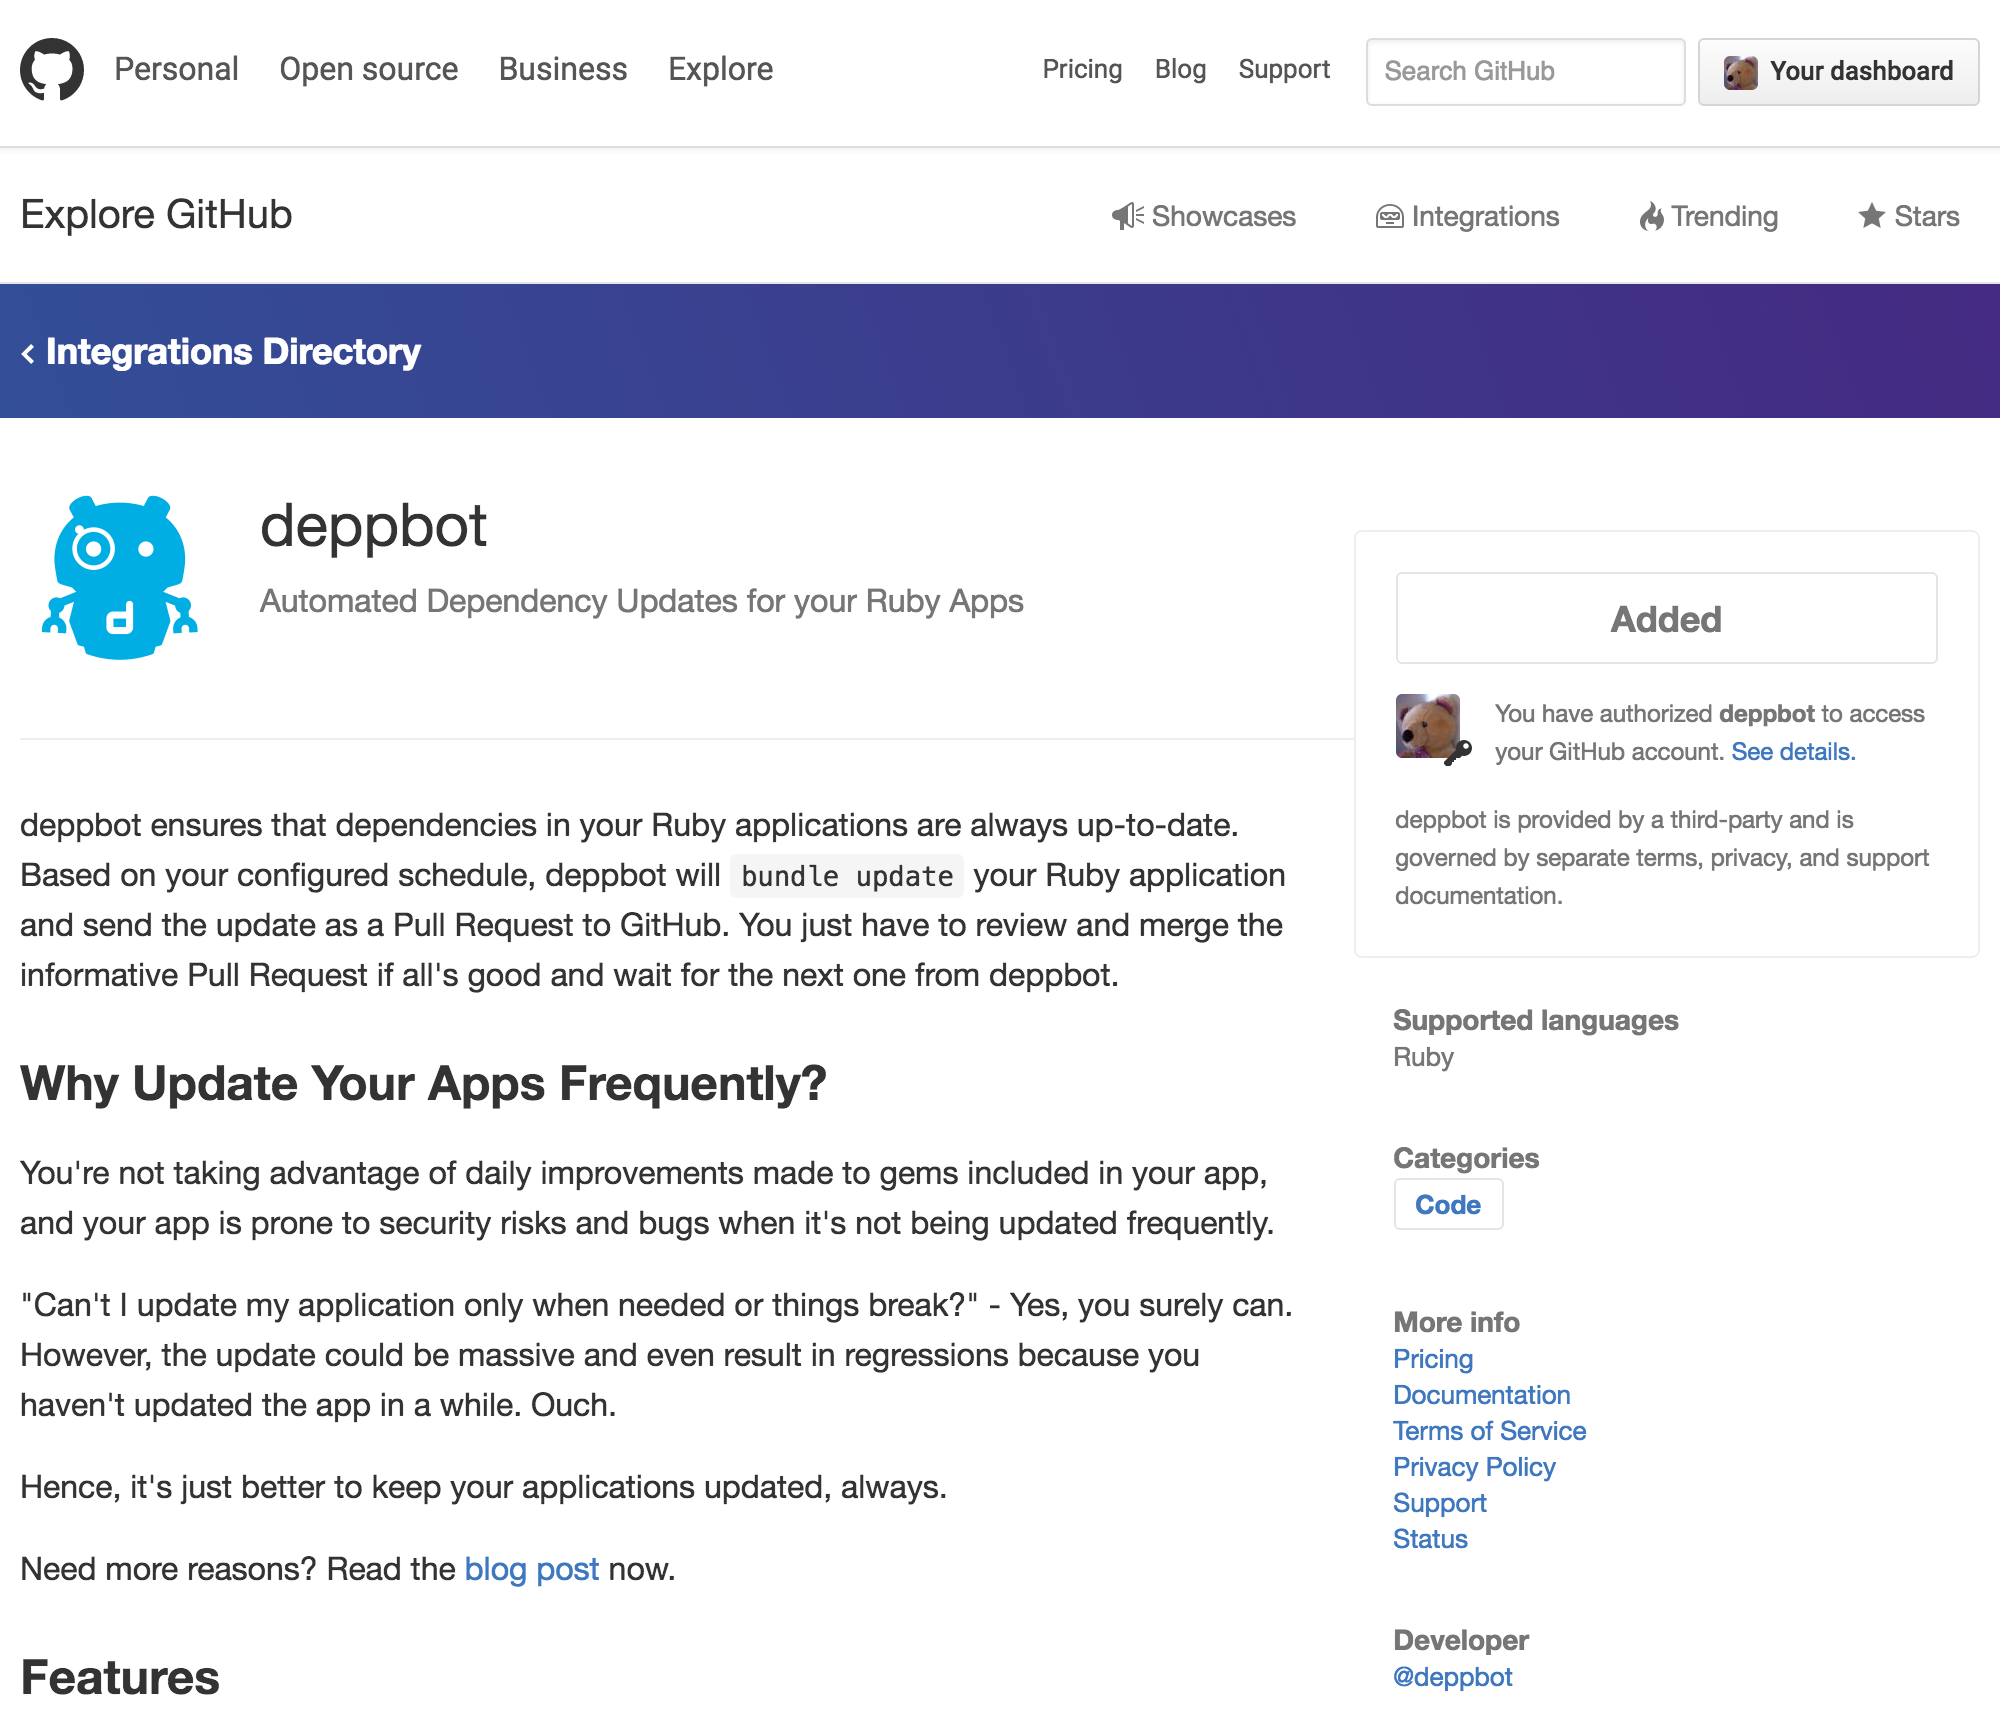 Personal Open source Business Explore Pricing Blog Support Search GitHub Your dashboard
Explore GitHub Showcases Integrations Trending Stars
Integrations Directory
deppbot
Automated Dependency Updates for your Ruby Apps
d
deppbot ensures that dependencies in your Ruby applications are always up-to-date.
Based on your configured schedule, deppbot will bundle update your Ruby application
and send the update as a Pull Request to GitHub. You just have to review and merge the
informative Pull Request if all's good and wait for the next one from deppbot.
Why Update Your Apps Frequently?
You're not taking advantage of daily improvements made to gems included in your app,
and your app is prone to security risks and bugs when it's not being updated frequently.
"Can't I update my application only when needed or things break?" - Yes, you surely can.
However, the update could be massive and even result in regressions because you
haven't updated the app in a while. Ouch.
Hence, it's just better to keep your applications updated, always.
Need more reasons? Read the blog post now.
Features
Added
You have authorized deppbot to access
your GitHub account. See details.
deppbot is provided by a third-party and is
governed by separate terms, privacy, and support
documentation.
Supported languages
Ruby
Categories
Code
More info
Pricing
Documentation
Terms of Service
Privacy Policy
Support
Status
Developer
@deppbot